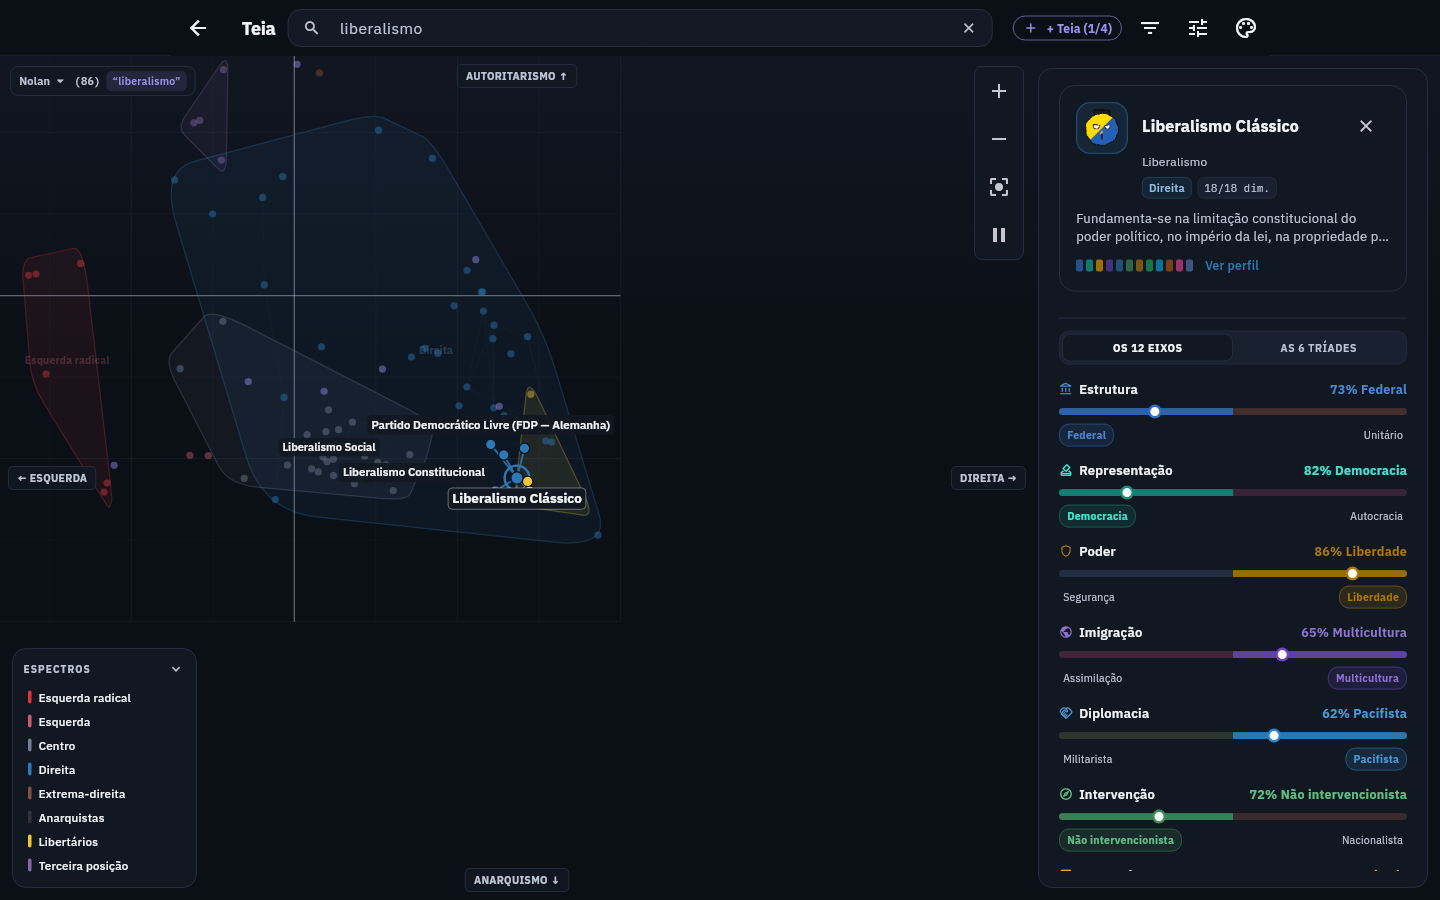 Teia
liberalismo
+ Teia (1/4)
Nolan
(86)
“liberalismo”
AUTORITARISMO ↑
Esquerda radical
Direita
Partido Democrático Livre (FDP — Alemanha)
Liberalismo Social
Liberalismo Constitucional
Liberalismo Clássico
← ESQUERDA
DIREITA →
ANARQUISMO ↓
ESPECTROS
Esquerda radical
Esquerda
Centro
Direita
Extrema-direita
Anarquistas
Libertários
Terceira posição
Liberalismo Clássico
Liberalismo
Direita
18/18 dim.
Fundamenta-se na limitação constitucional do
poder político, no império da lei, na propriedade p...
Ver perfil
OS 12 EIXOS
AS 6 TRÍADES
Estrutura
73% Federal
Federal
Unitário
Representação
82% Democracia
Democracia
Autocracia
Poder
86% Liberdade
Segurança
Liberdade
Imigração
65% Multicultura
Assimilação
Multicultura
Diplomacia
62% Pacifista
Militarista
Pacifista
Intervenção
72% Não intervencionista
Não intervencionista
Nacionalista